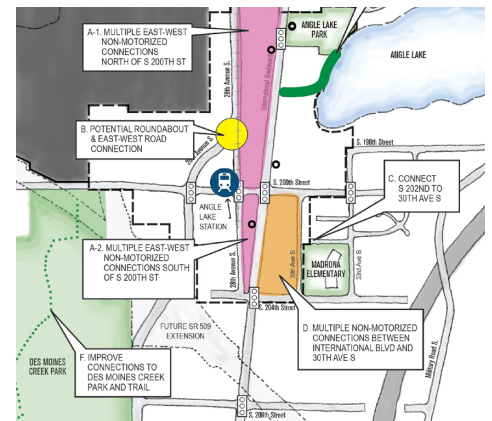 A-1. MULTIPLE EAST-WEST
NON-MOTORIZED
CONNECTIONS
NORTH OF S 200TH ST
28th Avenue S.
International Boulevard
ANGLE LAKE
PARK
ANGLE LAKE
B. POTENTIAL ROUNDABOUT
& EAST-WEST ROAD
CONNECTION
26th Avenue S.
S. 198th Street
S. 200th Street
C. CONNECT
S 202ND TO
30TH AVE S
ANGLE
LAKE
STATION
A-2. MULTIPLE EAST-WEST
NON-MOTORIZED
CONNECTIONS SOUTH
OF S 200TH ST
28th Avenue S.
30th Ave S
MADRONA
ELEMENTARY
32nd Ave S
S. 204th Street
FUTURE SR 509
EXTENSION
D. MULTIPLE NON-MOTORIZED
CONNECTIONS BETWEEN
INTERNATIONAL BLVD AND
30TH AVE S
Military Road S.
DES MOINES
CREEK PARK
F. IMPROVE
CONNECTIONS TO
DES MOINES CREEK
PARK AND TRAIL
S. 208th Street